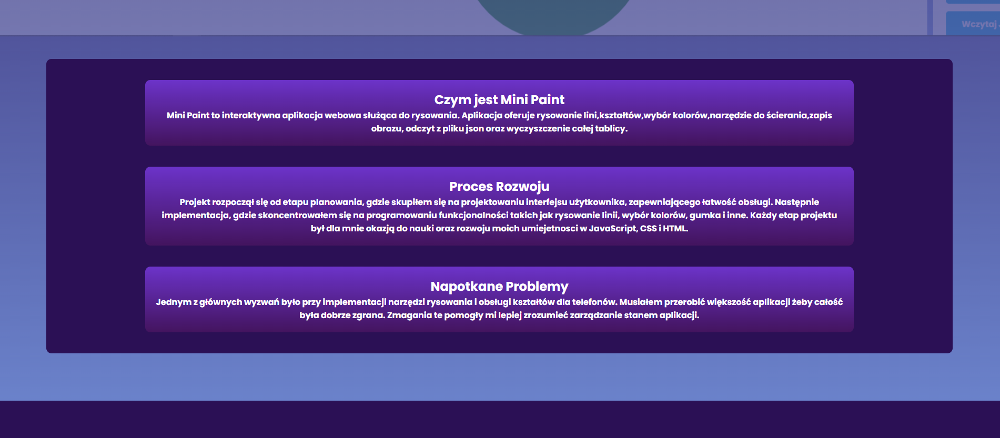 Wczytaj
Czym jest Mini Paint
Mini Paint to interaktywna aplikacja webowa służąca do rysowania. Aplikacja oferuje rysowanie lini,kształtów,wybór kolorów,narzędzie do ścierania,zapis
obrazu, odczyt z pliku json oraz wyczyszczenie całej tablicy.
Proces Rozwoju
Projekt rozpoczął się od etapu planowania, gdzie skupiłem się na projektowaniu interfejsu użytkownika, zapewniającego łatwość obsługi. Następnie
implementacja, gdzie skoncentrowałem się na programowaniu funkcjonalności takich jak rysowanie linii, wybór kolorów, gumka i inne. Każdy etap projektu
był dla mnie okazją do nauki oraz rozwoju moich umiejetnosci w JavaScript, CSS i HTML.
Napotkane Problemy
Jednym z głównych wyzwań było przy implementacji narzędzi rysowania i obsługi kształtów dla telefonów. Musiałem przerobić większość aplikacji żeby całość
była dobrze zgrana. Zmagania te pomogły mi lepiej zrozumieć zarządzanie stanem aplikacji.